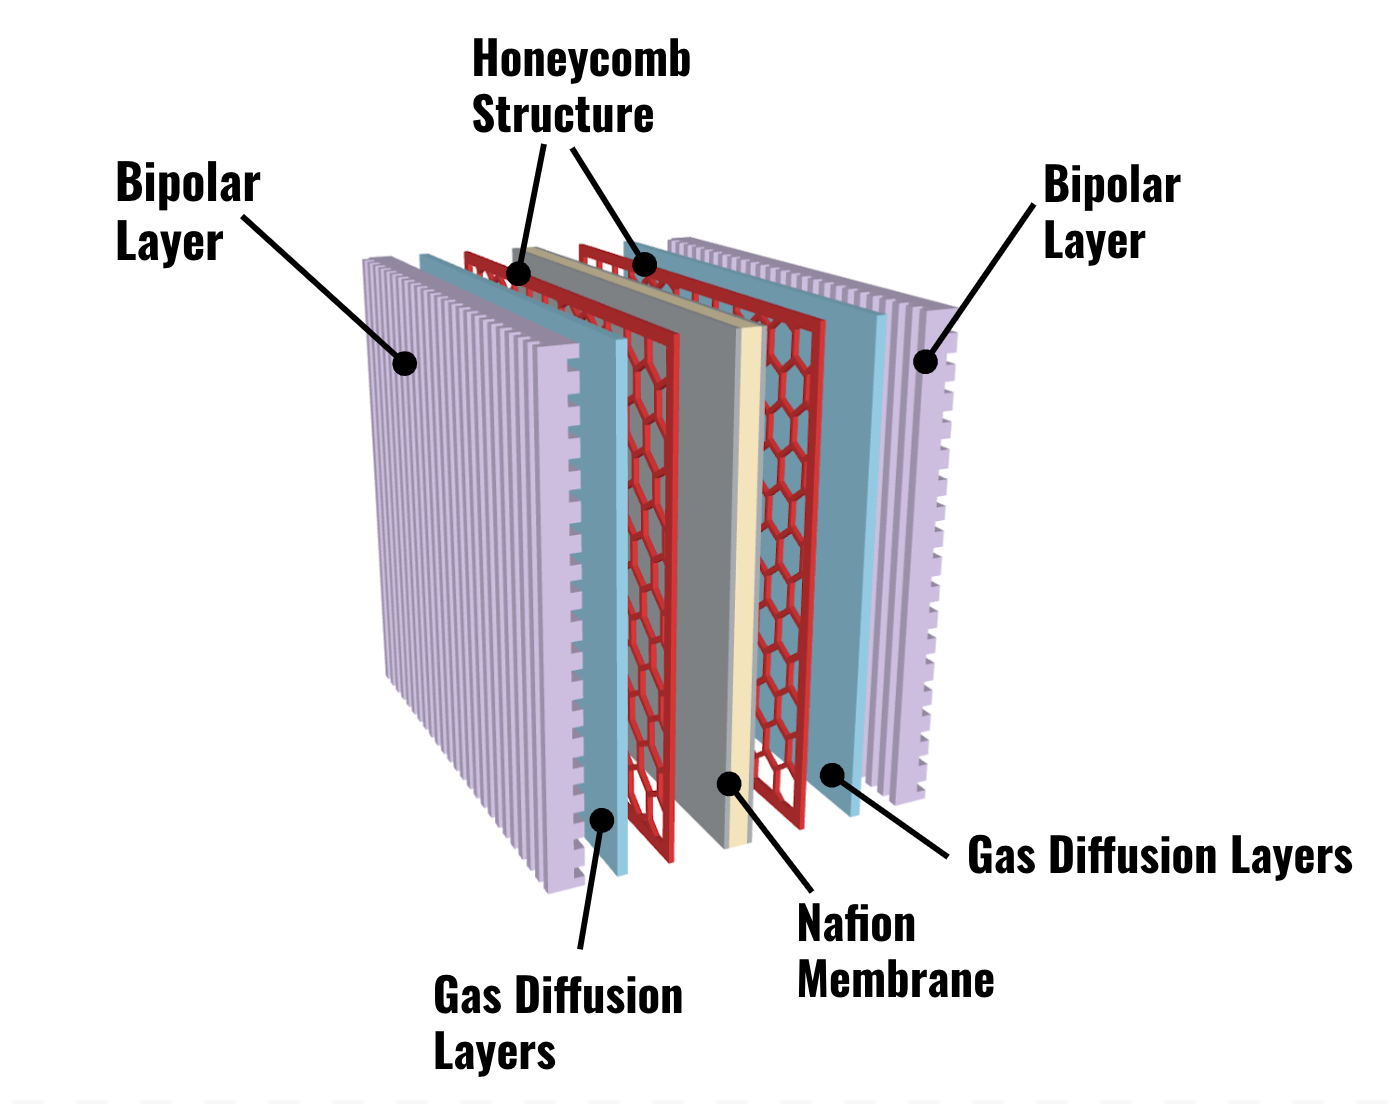 Honeycomb
Structure
Bipolar
Layer
Bipolar
Layer
Gas Diffusion Layers
Nafion
Membrane
Gas Diffusion
Layers